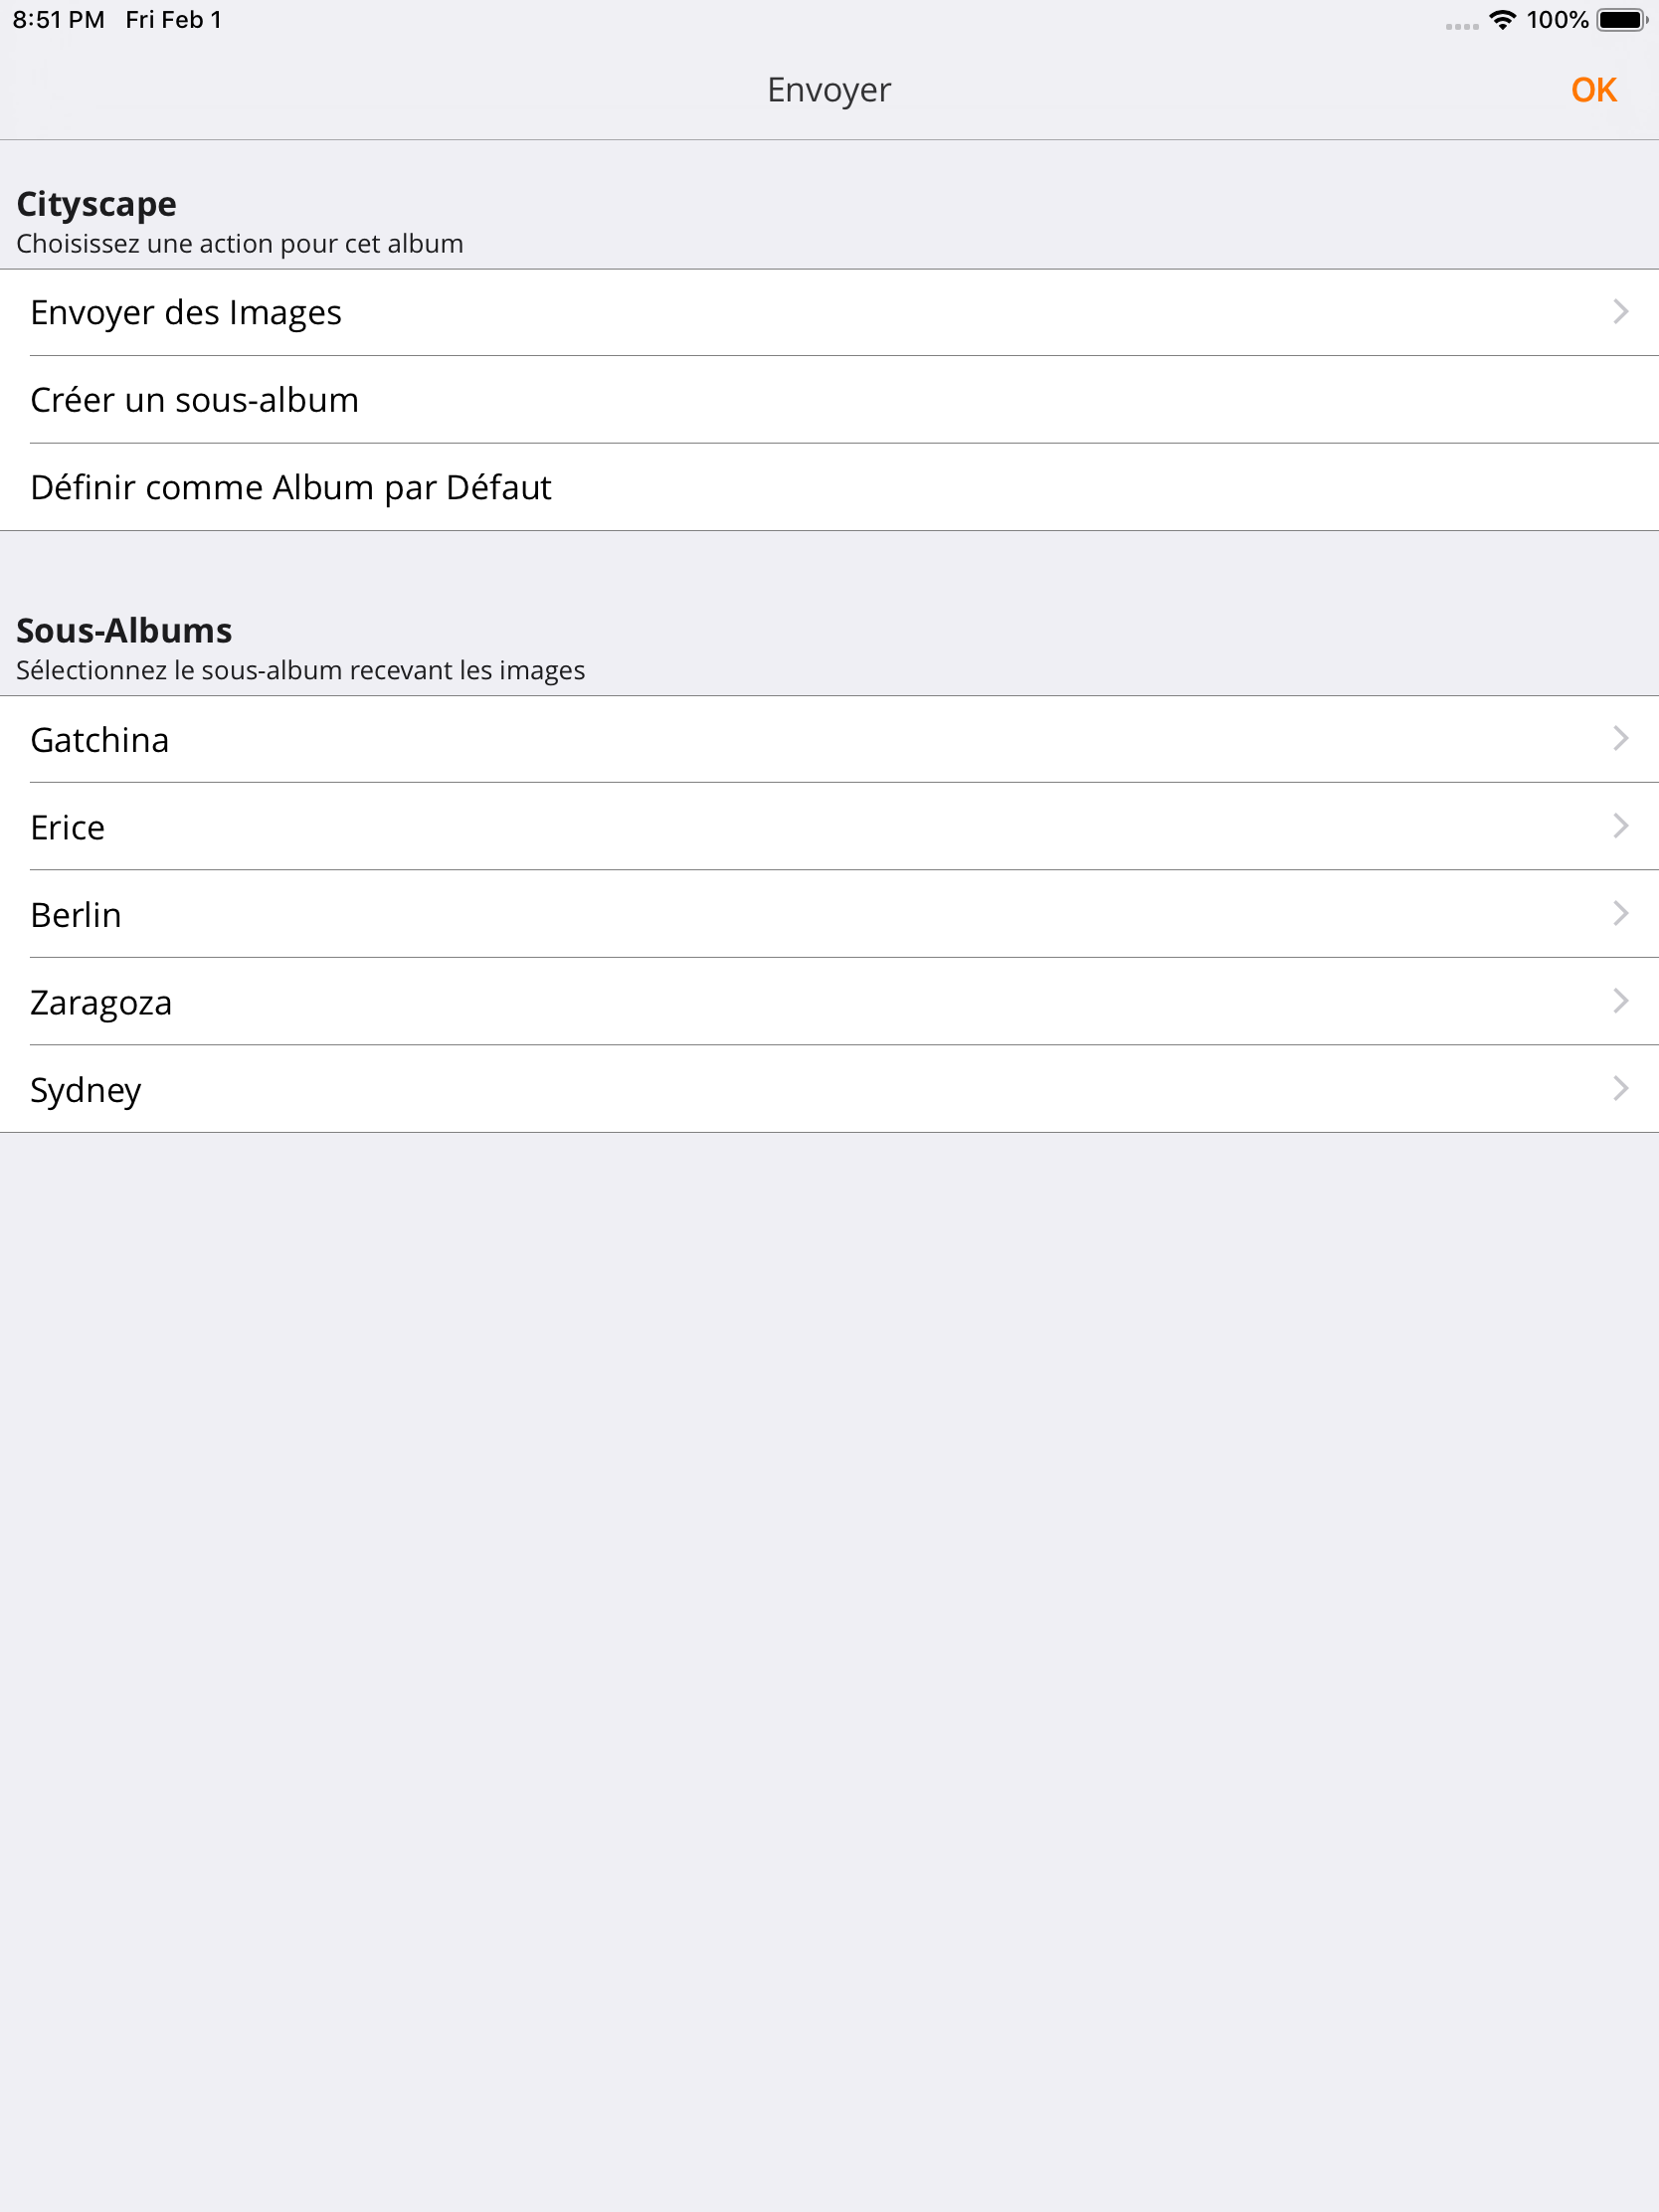 8:51 PM Fri Feb 1 100%
Envoyer OK
Cityscape
Choisissez une action pour cet album
Envoyer des Images
Créer un sous-album
Définir comme Album par Défaut
Sous-Albums
Sélectionnez le sous-album recevant les images
Gatchina
Erice
Berlin
Zaragoza
Sydney